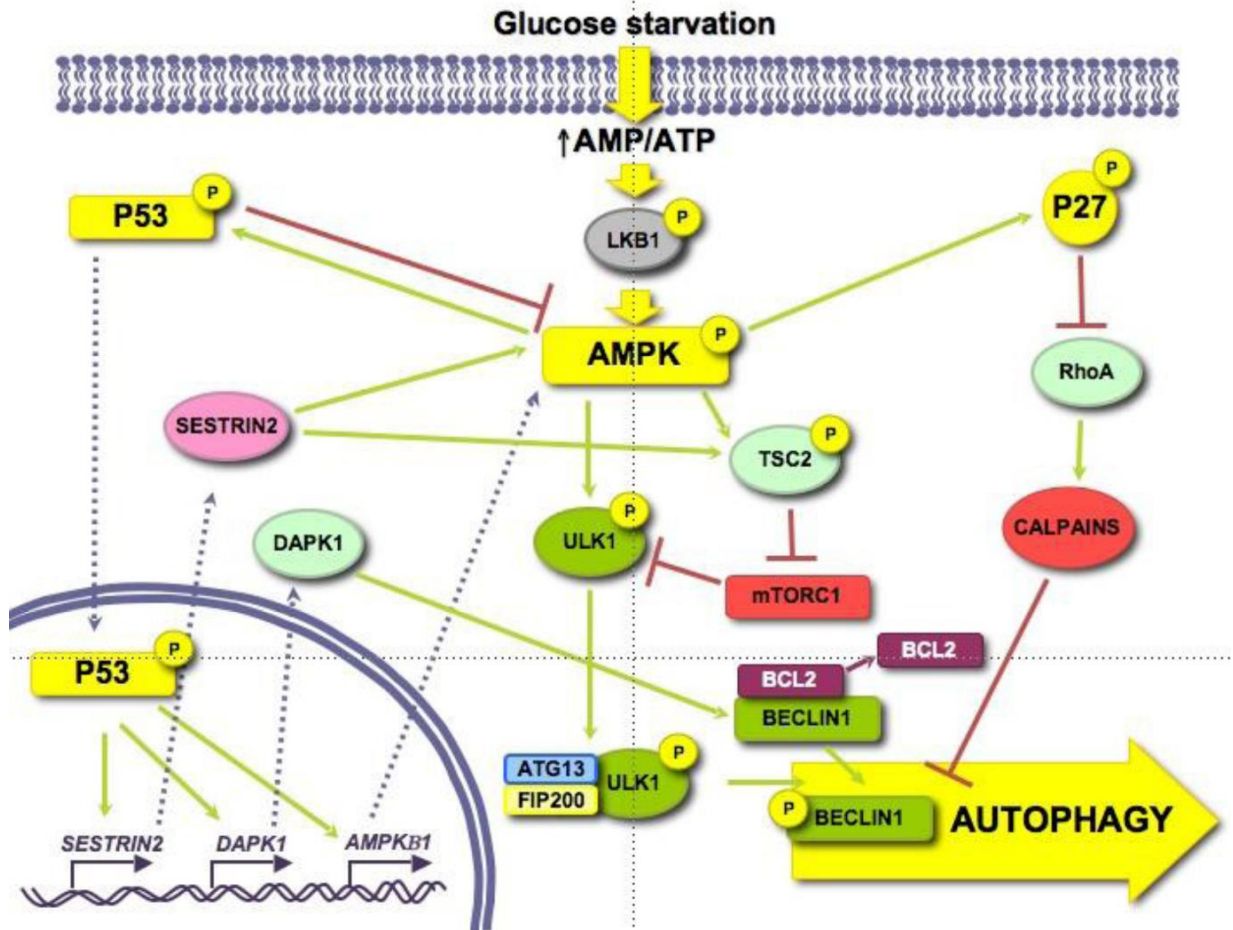 Glucose starvation
↑AMP/ATP
P53
P
LKB1
P
P27
P
AMPK
P
RhoA
SESTRIN2
TSC2
P
DAPK1
ULK1
P
CALPAINS
mTORC1
P53
P
BCL2
BCL2
BECLIN1
ATG13
FIP200
ULK1
P
P
BECLIN1
AUTOPHAGY
SESTRIN2
DAPK1
AMPKB1